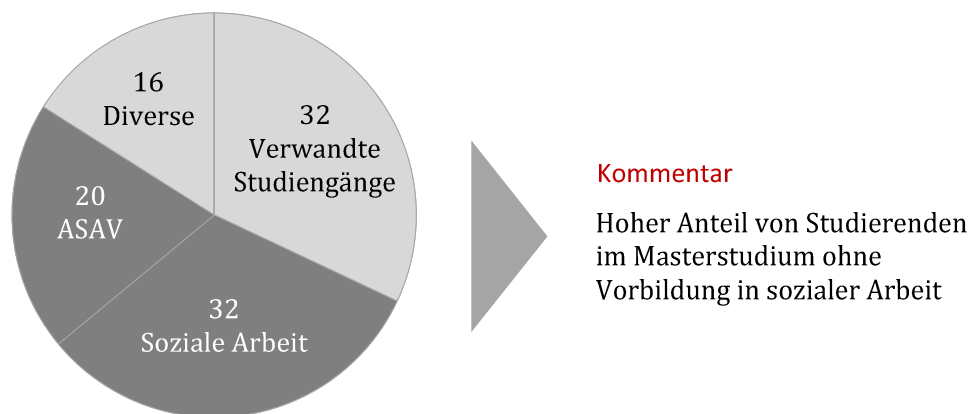 16
Diverse
32
Verwandte
Studiengänge
20
ASAV
32
Soziale Arbeit
Kommentar
Hoher Anteil von Studierenden
im Masterstudium ohne
Vorbildung in sozialer Arbeit